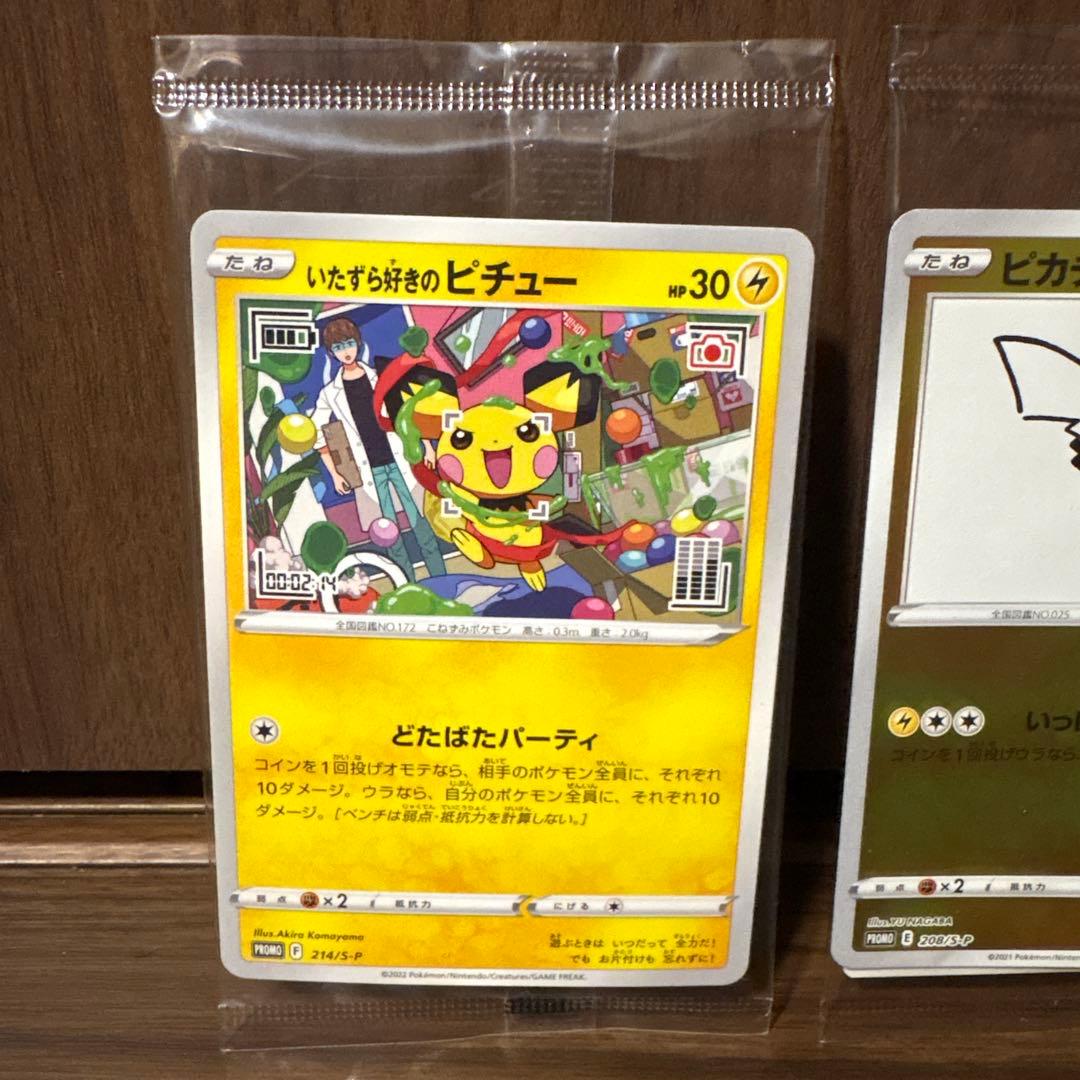 たね
いたずら好きのピチュー
HP 30
00:02:14
全国図鑑NO.172 こねずみポケモン 高さ:0.3m 重さ:2.0kg
どたばたパーティ
コインを1回投げオモテなら、相手のポケモン全員に、それぞれ
10ダメージ。ウラなら、自分のポケモン全員に、それぞれ10
ダメージ。[ベンチは弱点・抵抗力を計算しない。]
弱点 ×2 抵抗力 にげる
Illus.Akira Komayama
PROMO F 214/S-P
遊ぶときは いつだって 全力だ!
でも お片付けも 忘れずに!
©2022 Pokémon/Nintendo/Creatures/GAME FREAK.
たね
ピカ
全国図鑑NO.025
いっ
コインを1回投げウラなら、
弱点 ×2 抵抗力
Illus.YU NAGABA
PROMO E 208/S-P
©2021 Pokémon/Ninten